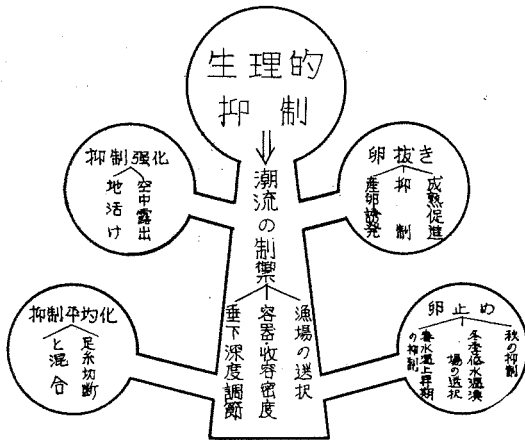 生理的
抑制
⇓
潮流の制禦
漁場の选択
容器・收容密度
垂下深度調節
抑制強化
空中露出
地活け
卵抜き
成熟促進
抑制
産卵誘発
抑制平均化
足糸切断
と混合
卵止め
秋の抑制
冬季低水温漁
場の选択
春水温上昇期
の抑制